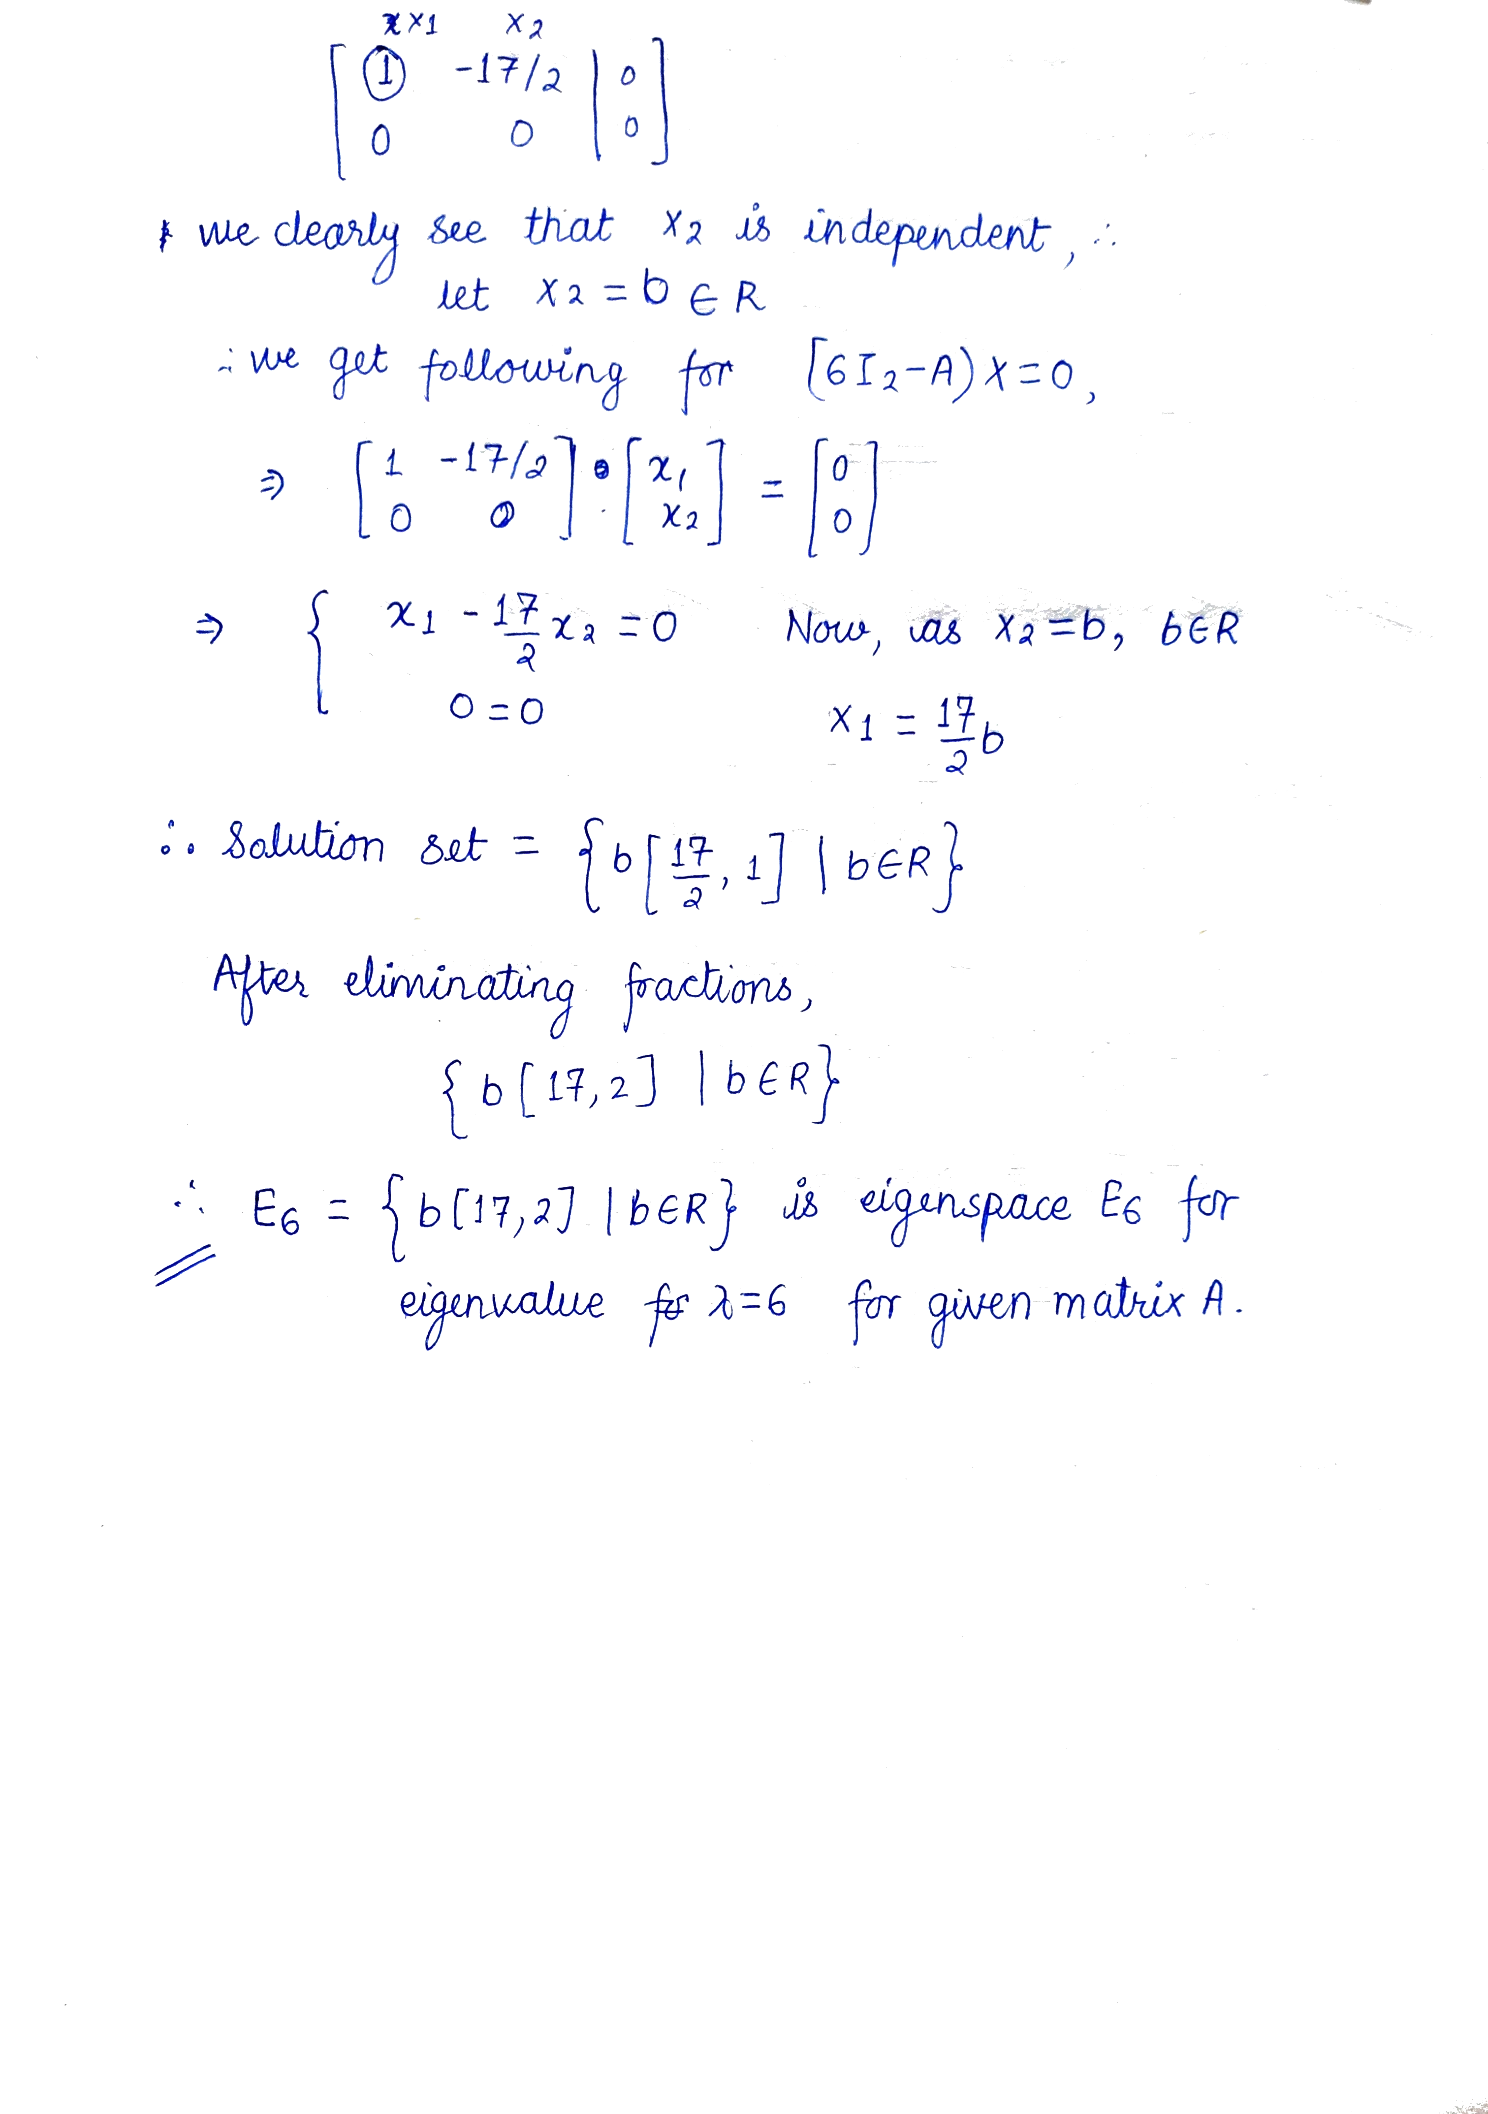 x1 x2
[ 1 -17/2 | 0
0 0 | 0 ]
we clearly see that x2 is independent, ∴
let x2 = b ∈ R
∴ we get following for [6I2-A) X = 0,
⇒ [ 1 -17/2 ] • [ x1 ] = [ 0 ]
[ 0 0 ] [ x2 ] [ 0 ]
⇒ { x1 - 17/2 x2 = 0 Now, as x2 = b, b∈R
0 = 0 x1 = 17/2 b
∴ Solution set = { b [17/2, 1] | b∈R }
After eliminating fractions,
{ b [17,2] | b∈R }
∴ E6 = { b[17,2] | b∈R } is eigenspace E6 for
eigenvalue λ=6 for given matrix A.